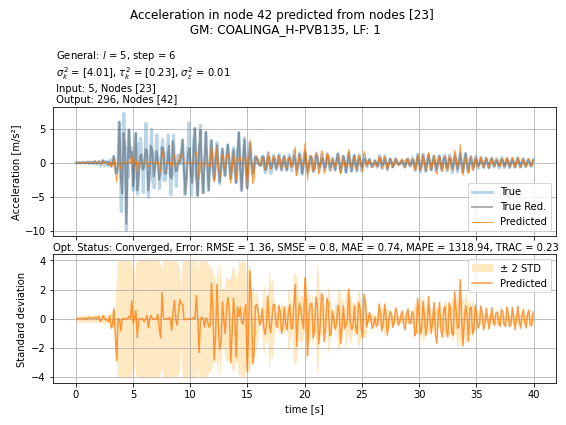 Acceleration in node 42 predicted from nodes [23]
GM: COALINGA_H-PVB135, LF: 1
General: l = 5, step = 6
σ²ₖ = [4.01], τ²ₖ = [0.23], σ²ε = 0.01
Input: 5, Nodes [23]
Output: 296, Nodes [42]
Acceleration [m/s²]
5
0
−5
−10
True
True Red.
Predicted
Opt. Status: Converged, Error: RMSE = 1.36, SMSE = 0.8, MAE = 0.74, MAPE = 1318.94, TRAC = 0.23
Standard deviation
4
2
0
−2
−4
± 2 STD
Predicted
0 5 10 15 20 25 30 35 40
time [s]